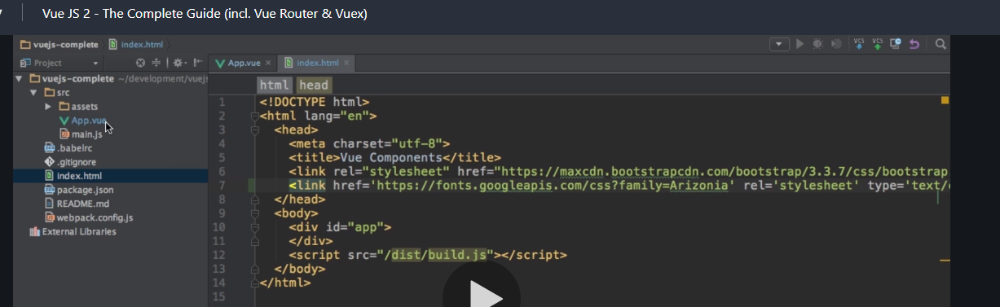 Vue JS 2 - The Complete Guide (incl. Vue Router & Vuex)
vuejs-complete index.html
Project
App.vue × index.html ×
vuejs-complete ~/development/vuejs
src
assets
App.vue
main.js
.babelrc
.gitignore
index.html
package.json
README.md
webpack.config.js
External Libraries
VCS VCS
html head
1 <!DOCTYPE html>
2 <html lang="en">
3 <head>
4 <meta charset="utf-8">
5 <title>Vue Components</title>
6 <link rel="stylesheet" href="https://maxcdn.bootstrapcdn.com/bootstrap/3.3.7/css/bootstrap
7 <link href='https://fonts.googleapis.com/css?family=Arizonia' rel='stylesheet' type='text/
8 </head>
9 <body>
10 <div id="app">
11 </div>
12 <script src="/dist/build.js"></script>
13 </body>
14 </html>
15